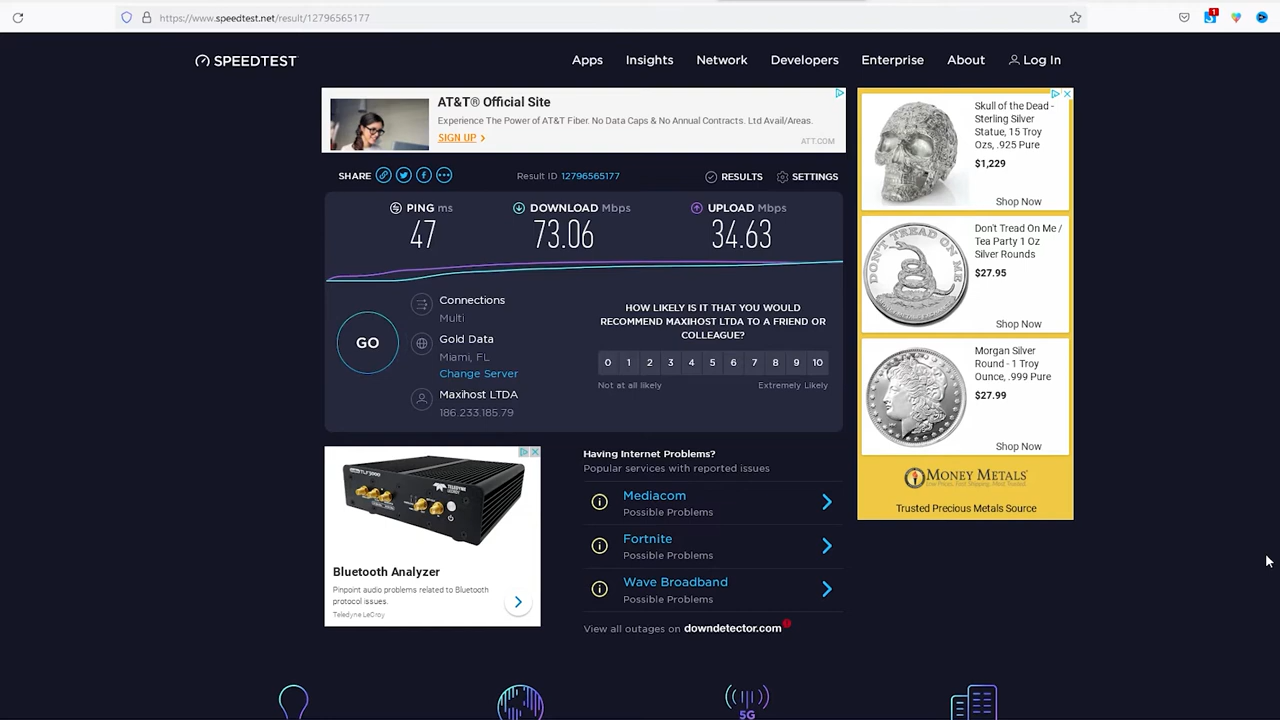 https://www.speedtest.net/result/12796565177
1
SPEEDTEST
Apps Insights Network Developers Enterprise About Log In
AT&T® Official Site
Experience The Power of AT&T Fiber. No Data Caps & No Annual Contracts. Ltd Avail/Areas.
SIGN UP
ATT.COM
SHARE Result ID 12796565177 RESULTS SETTINGS
PING ms DOWNLOAD Mbps UPLOAD Mbps
47 73.06 34.63
GO
Connections
Multi
Gold Data
Miami, FL
Change Server
Maxihost LTDA
186.233.185.79
HOW LIKELY IS IT THAT YOU WOULD
RECOMMEND MAXIHOST LTDA TO A FRIEND OR
COLLEAGUE?
0 1 2 3 4 5 6 7 8 9 10
Not at all likely Extremely Likely
Skull of the Dead -
Sterling Silver
Statue, 15 Troy
Ozs, .925 Pure
$1,229
Shop Now
DON'T TREAD ON ME
Don't Tread On Me /
Tea Party 1 Oz
Silver Rounds
$27.95
Shop Now
Morgan Silver
Round - 1 Troy
Ounce, .999 Pure
$27.99
Shop Now
MONEY METALS
Trusted Precious Metals Source
TELEDYNE
LECROY
Bluetooth Analyzer
Pinpoint audio problems related to Bluetooth
protocol issues.
Teledyne LeCroy
Having Internet Problems?
Popular services with reported issues
Mediacom
Possible Problems
Fortnite
Possible Problems
Wave Broadband
Possible Problems
View all outages on downdetector.com
5G